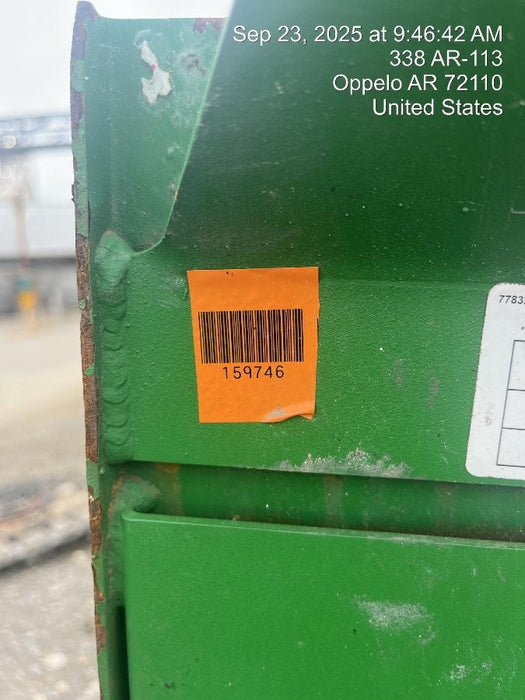 Sep 23, 2025 at 9:46:42 AM
338 AR-113
Oppelo AR 72110
United States
159746